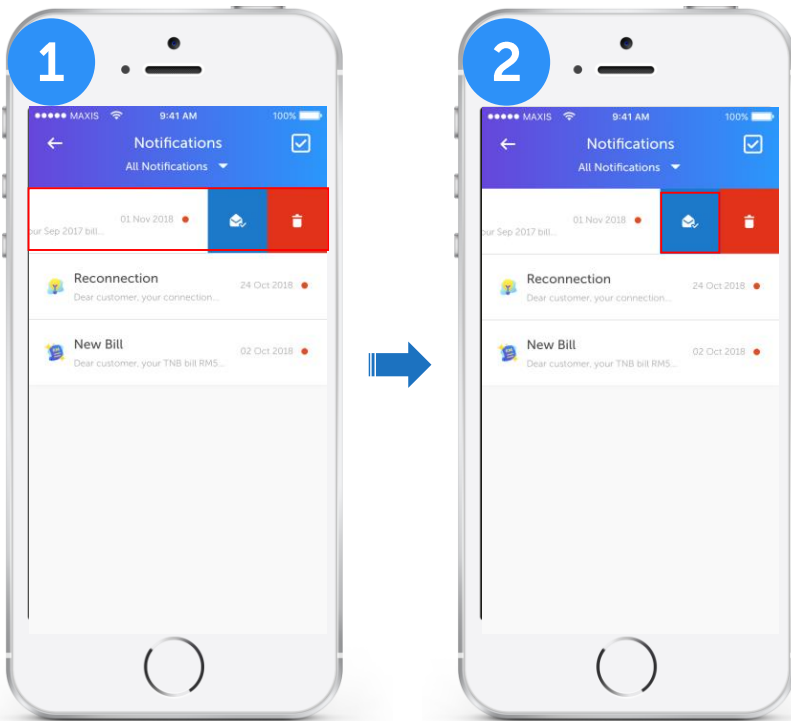 1
MAXIS 9:41 AM 100%
Notifications
All Notifications
01 Nov 2018
our Sep 2017 bill...
Reconnection
24 Oct 2018
Dear customer, your connection...
New Bill
02 Oct 2018
Dear customer, your TNB bill RM5...
2
MAXIS 9:41 AM 100%
Notifications
All Notifications
01 Nov 2018
our Sep 2017 bill...
Reconnection
24 Oct 2018
Dear customer, your connection...
New Bill
02 Oct 2018
Dear customer, your TNB bill RM5...